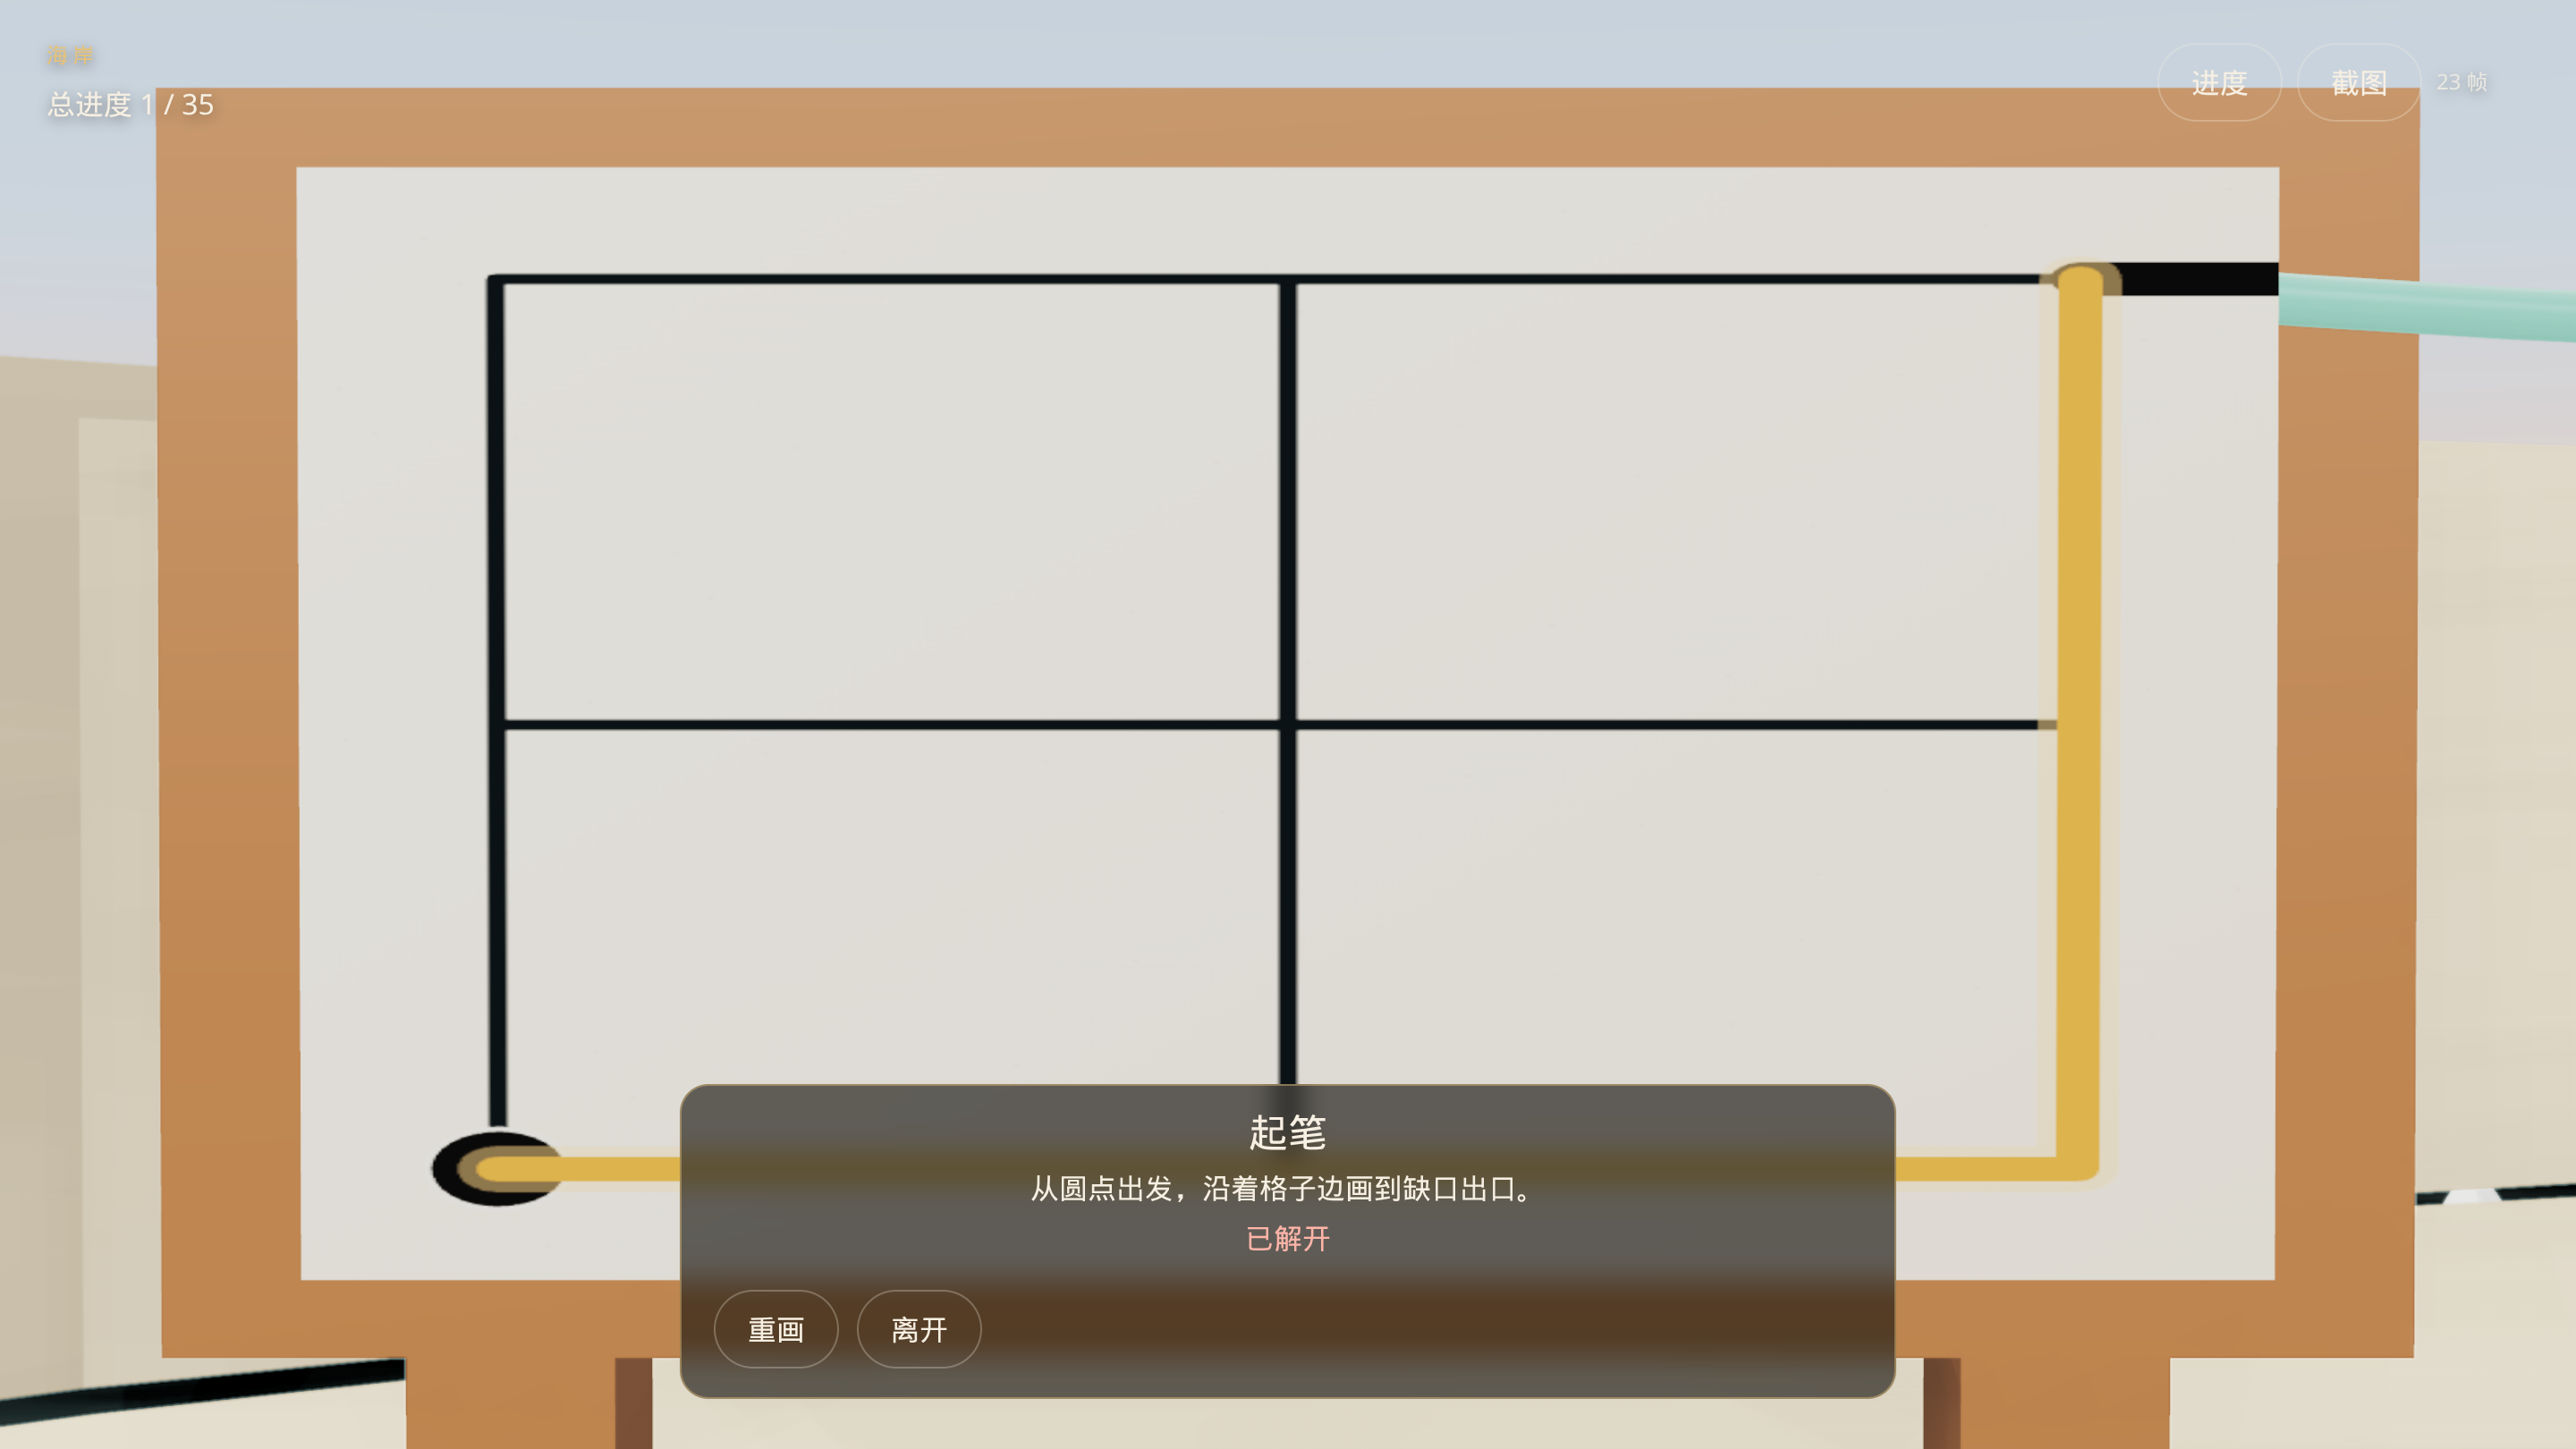 海岸
总进度 1 / 35
进度
截图
23 帧
起笔
从圆点出发，沿着格子边画到缺口出口。
已解开
重画
离开